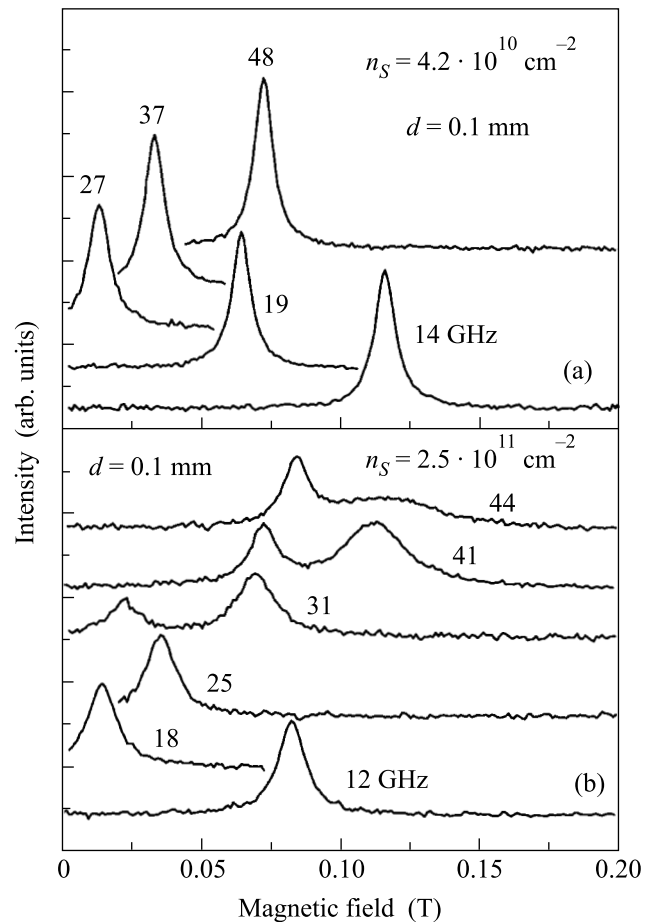 48
n_S = 4.2 · 10^10 cm^−2
37
d = 0.1 mm
27
19
14 GHz
(a)
Intensity (arb. units)
d = 0.1 mm
n_S = 2.5 · 10^11 cm^−2
44
41
31
25
18
12 GHz
(b)
0
0.05
0.10
0.15
0.20
Magnetic field (T)